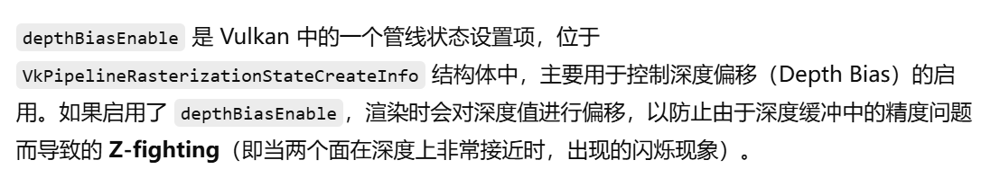 depthBiasEnable 是 Vulkan 中的一个管线状态设置项，位于
VkPipelineRasterizationStateCreateInfo 结构体中，主要用于控制深度偏移（Depth Bias）的启
用。如果启用了 depthBiasEnable，渲染时会对深度值进行偏移，以防止由于深度缓冲中的精度问题
而导致的 Z-fighting（即当两个面在深度上非常接近时，出现的闪烁现象）。